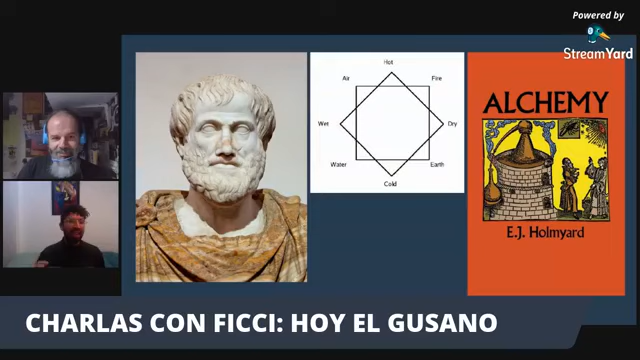 Powered by
StreamYard
Hot
Air
Fire
Wet
Dry
Water
Earth
Cold
ALCHEMY
E.J. Holmyard
CHARLAS CON FICCI: HOY EL GUSANO